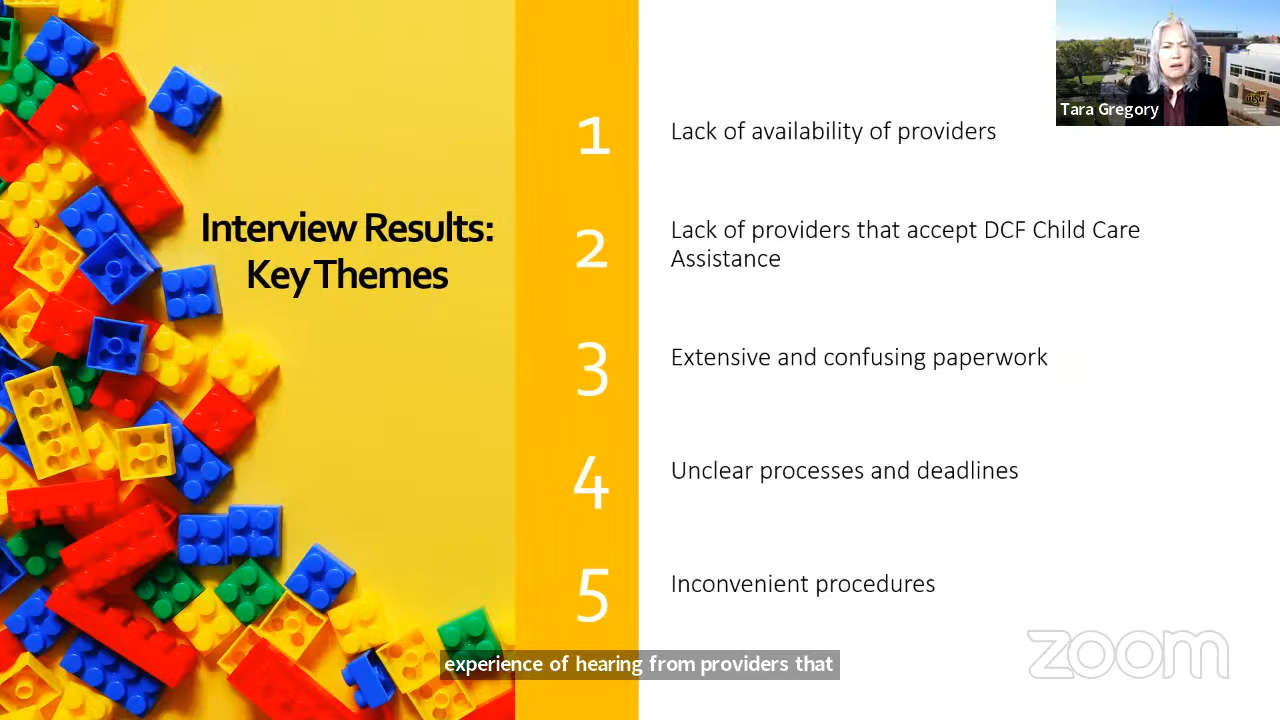 Interview Results:
Key Themes
1
Lack of availability of providers
2
Lack of providers that accept DCF Child Care
Assistance
3
Extensive and confusing paperwork
4
Unclear processes and deadlines
5
Inconvenient procedures
Tara Gregory
experience of hearing from providers that
zoom